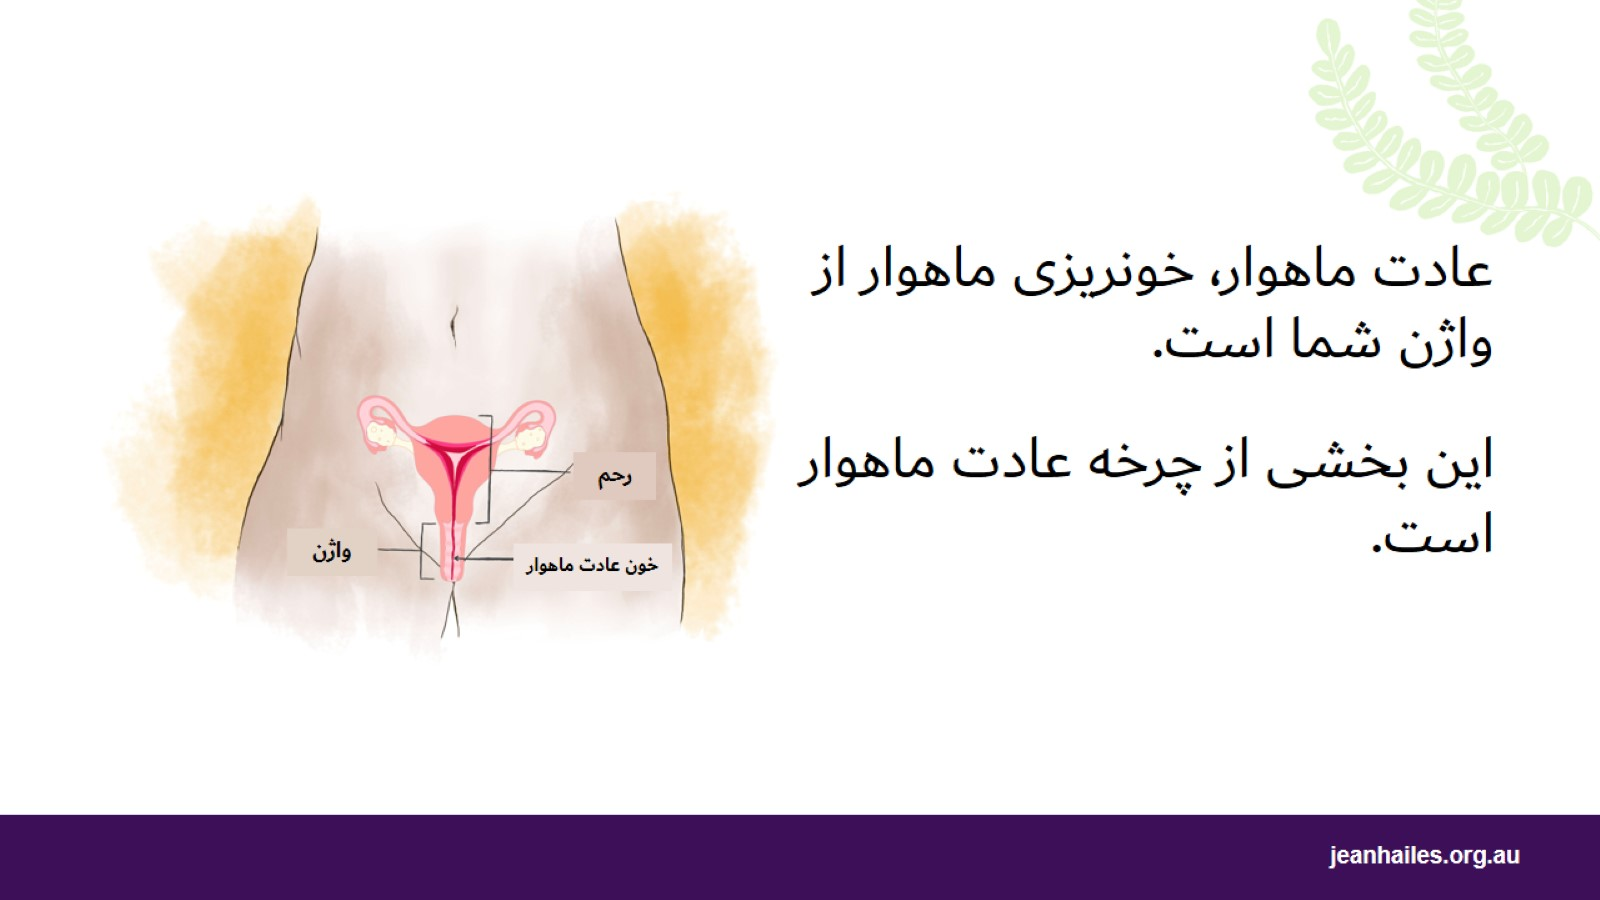 عادت ماهوار، خونریزی ماهوار از
واژن شما است.
این بخشی از چرخه عادت ماهوار
است.
رحم
واژن
خون عادت ماهوار
jeanhailes.org.au